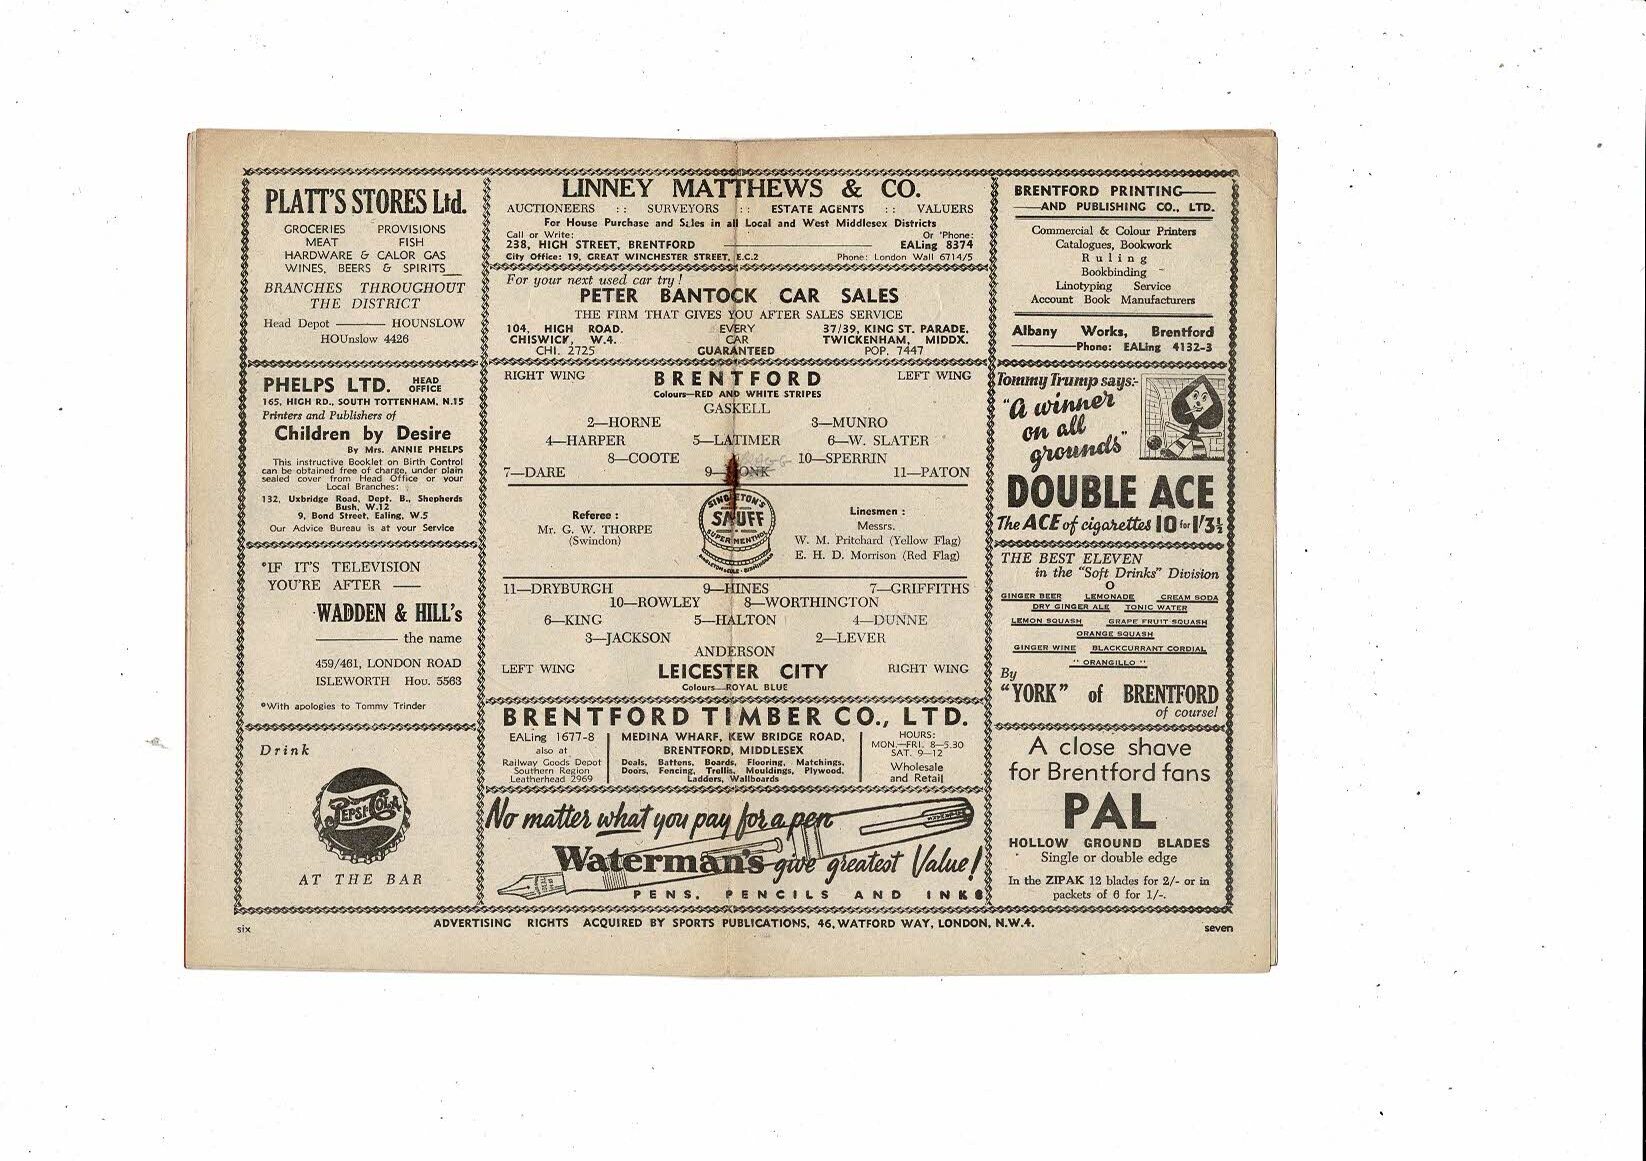 PLATT'S STORES Ltd.
GROCERIES PROVISIONS
MEAT FISH
HARDWARE & CALOR GAS
WINES, BEERS & SPIRITS
BRANCHES THROUGHOUT
THE DISTRICT
Head Depot HOUNSLOW
HOUnslow 4426
PHELPS LTD. HEAD OFFICE
165, HIGH RD., SOUTH TOTTENHAM, N.15
Printers and Publishers of
Children by Desire
By Mrs. ANNIE PHELPS
This instructive Booklet on Birth Control
can be obtained free of charge, under plain
sealed cover from Head Office or your
Local Branches:
132, Uxbridge Road, Dept. B., Shepherds
Bush, W.12
9, Bond Street, Ealing, W.5
Our Advice Bureau is at your Service
*IF IT'S TELEVISION
YOU'RE AFTER —
WADDEN & HILL's
the name
459/461, LONDON ROAD
ISLEWORTH Hou. 5563
*With apologies to Tommy Trinder
Drink
PEPSI-COLA
AT THE BAR
LINNEY MATTHEWS & CO.
AUCTIONEERS :: SURVEYORS :: ESTATE AGENTS :: VALUERS
For House Purchase and Sales in all Local and West Middlesex Districts
Call or Write: Or 'Phone:
238, HIGH STREET, BRENTFORD EALing 8374
City Office: 19, GREAT WINCHESTER STREET, E.C.2 Phone: London Wall 6714/5
For your next used car try!
PETER BANTOCK CAR SALES
THE FIRM THAT GIVES YOU AFTER SALES SERVICE
104, HIGH ROAD. EVERY 37/39, KING ST. PARADE.
CHISWICK, W.4. CAR TWICKENHAM, MIDDX.
CHI. 2725 GUARANTEED POP. 7447
RIGHT WING BRENTFORD LEFT WING
Colours—RED AND WHITE STRIPES
GASKELL
2—HORNE 3—MUNRO
4—HARPER 5—LATIMER 6—W. SLATER
8—COOTE 10—SPERRIN
7—DARE 9—MONK 11—PATON
Referee:
Mr. G. W. THORPE
(Swindon)
SINGLETON'S
SNUFF
SUPER MENTHOL
Linesmen:
Messrs.
W. M. Pritchard (Yellow Flag)
E. H. D. Morrison (Red Flag)
11—DRYBURGH 9—HINES 7—GRIFFITHS
10—ROWLEY 8—WORTHINGTON
6—KING 5—HALTON 4—DUNNE
3—JACKSON 2—LEVER
ANDERSON
LEFT WING LEICESTER CITY RIGHT WING
Colours—ROYAL BLUE
BRENTFORD TIMBER CO., LTD.
EALing 1677-8
also at
Railway Goods Depot
Southern Region
Leatherhead 2969
MEDINA WHARF, KEW BRIDGE ROAD,
BRENTFORD, MIDDLESEX
Deals, Battens, Boards, Flooring, Matchings,
Doors, Fencing, Trellis, Mouldings, Plywood,
Ladders, Wallboards
HOURS:
MON.—FRI. 8—5.30
SAT. 9—12
Wholesale
and Retail
No matter what you pay for a pen
Waterman's give greatest Value!
PENS, PENCILS AND INKS
BRENTFORD PRINTING
AND PUBLISHING CO., LTD.
Commercial & Colour Printers
Catalogues, Bookwork
Ruling
Bookbinding
Linotyping Service
Account Book Manufacturers
Albany Works, Brentford
Phone: EALing 4132-3
Tommy Trump says:-
"A winner
on all
grounds"
DOUBLE ACE
The ACE of cigarettes 10 for 1/3½
THE BEST ELEVEN
in the "Soft Drinks" Division
O
GINGER BEER LEMONADE CREAM SODA
DRY GINGER ALE TONIC WATER
LEMON SQUASH GRAPE FRUIT SQUASH
ORANGE SQUASH
GINGER WINE BLACKCURRANT CORDIAL
"ORANGILLO"
By
"YORK" of BRENTFORD
of course!
A close shave
for Brentford fans
PAL
HOLLOW GROUND BLADES
Single or double edge
In the ZIPAK 12 blades for 2/- or in
packets of 6 for 1/-.
ADVERTISING RIGHTS ACQUIRED BY SPORTS PUBLICATIONS, 46, WATFORD WAY, LONDON, N.W.4.
six seven